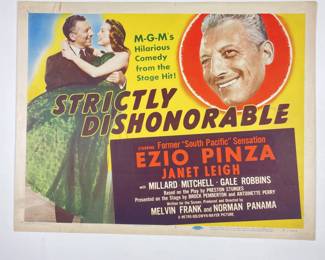 M-G-M's
Hilarious
Comedy
from the
Stage Hit!
STRICTLY
DISHONORABLE
STARRING Former "South Pacific" Sensation
EZIO PINZA
JANET LEIGH
with MILLARD MITCHELL · GALE ROBBINS
Based on the Play by PRESTON STURGES
Presented on the Stage by BROCK PEMBERTON and ANTOINETTE PERRY
Written for the Screen, Produced and Directed by
MELVIN FRANK and NORMAN PANAMA
A METRO-GOLDWYN-MAYER PICTURE